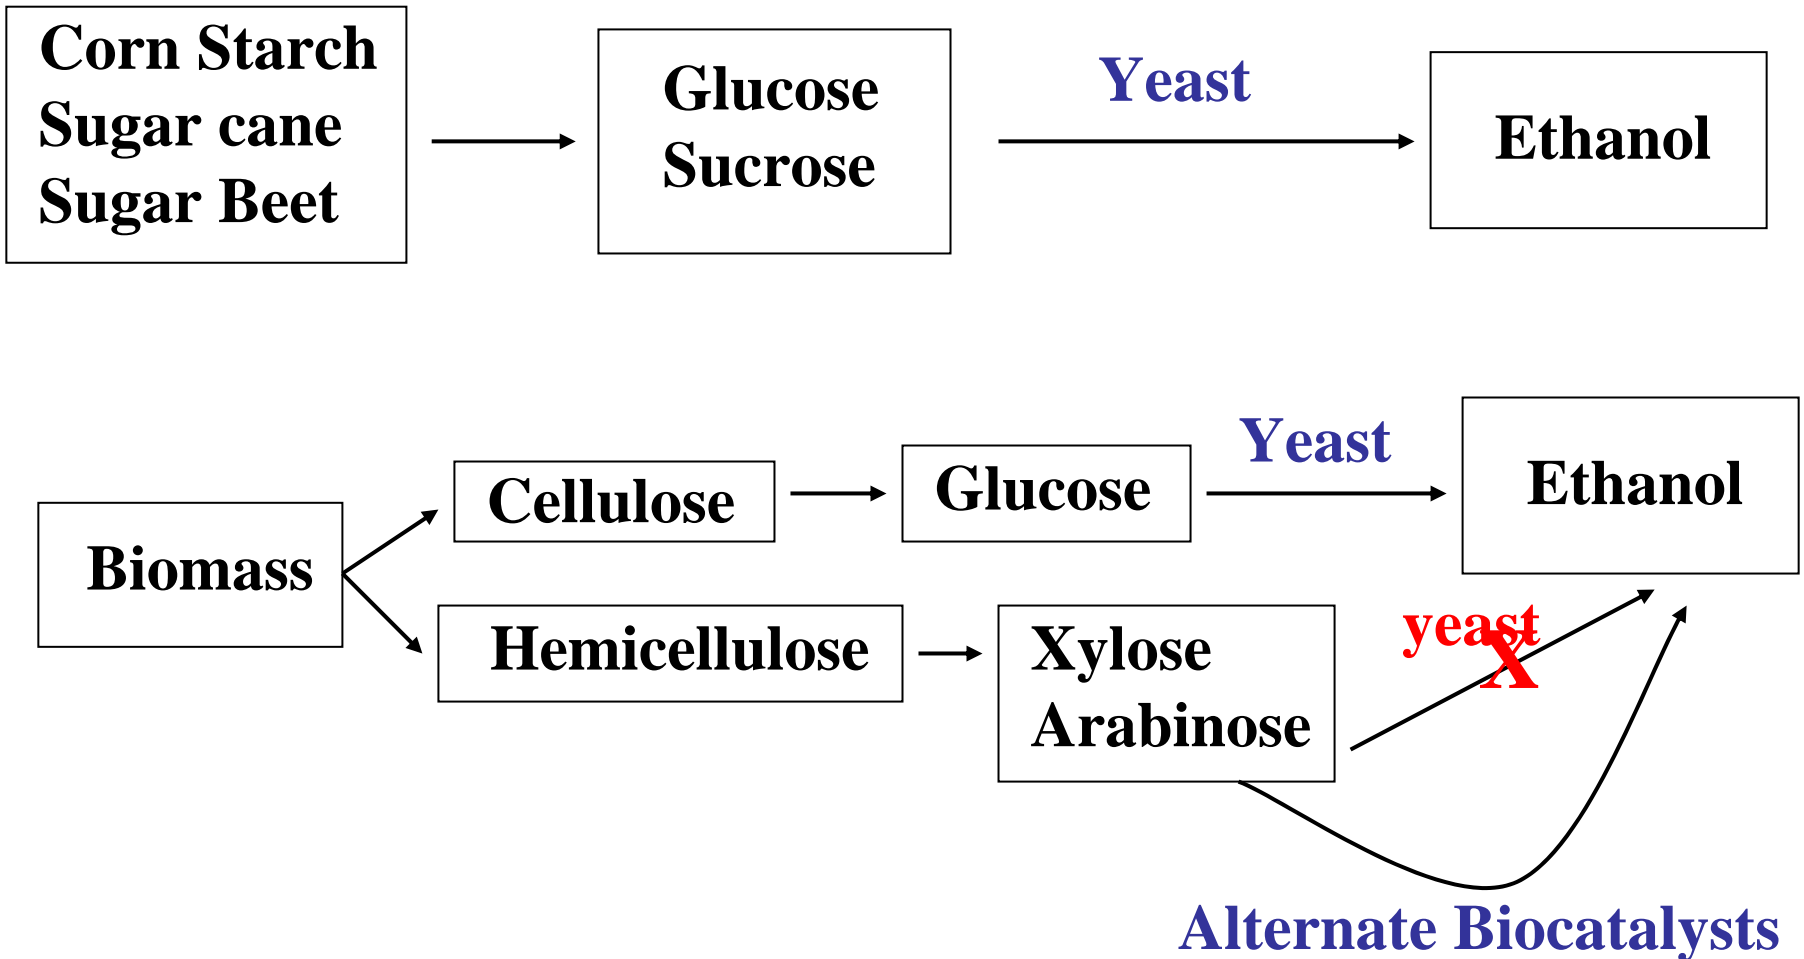 Corn Starch
Sugar cane
Sugar Beet
Glucose
Sucrose
Yeast
Ethanol
Biomass
Cellulose
Glucose
Yeast
Ethanol
Hemicellulose
Xylose
Arabinose
yeast
X
Alternate Biocatalysts